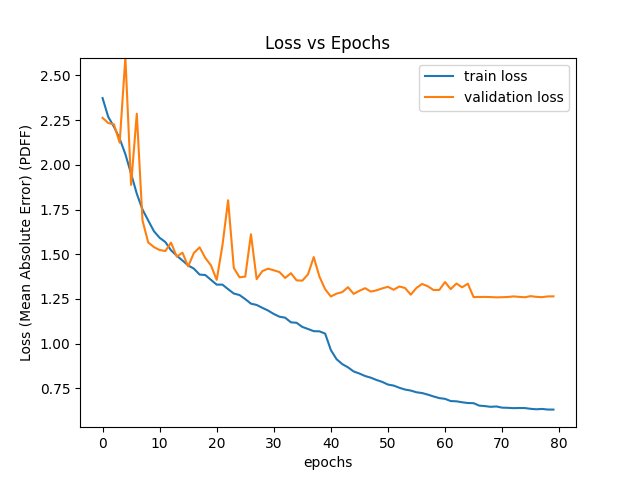 Loss vs Epochs
train loss
validation loss
Loss (Mean Absolute Error) (PDFF)
2.50
2.25
2.00
1.75
1.50
1.25
1.00
0.75
0 10 20 30 40 50 60 70 80
epochs